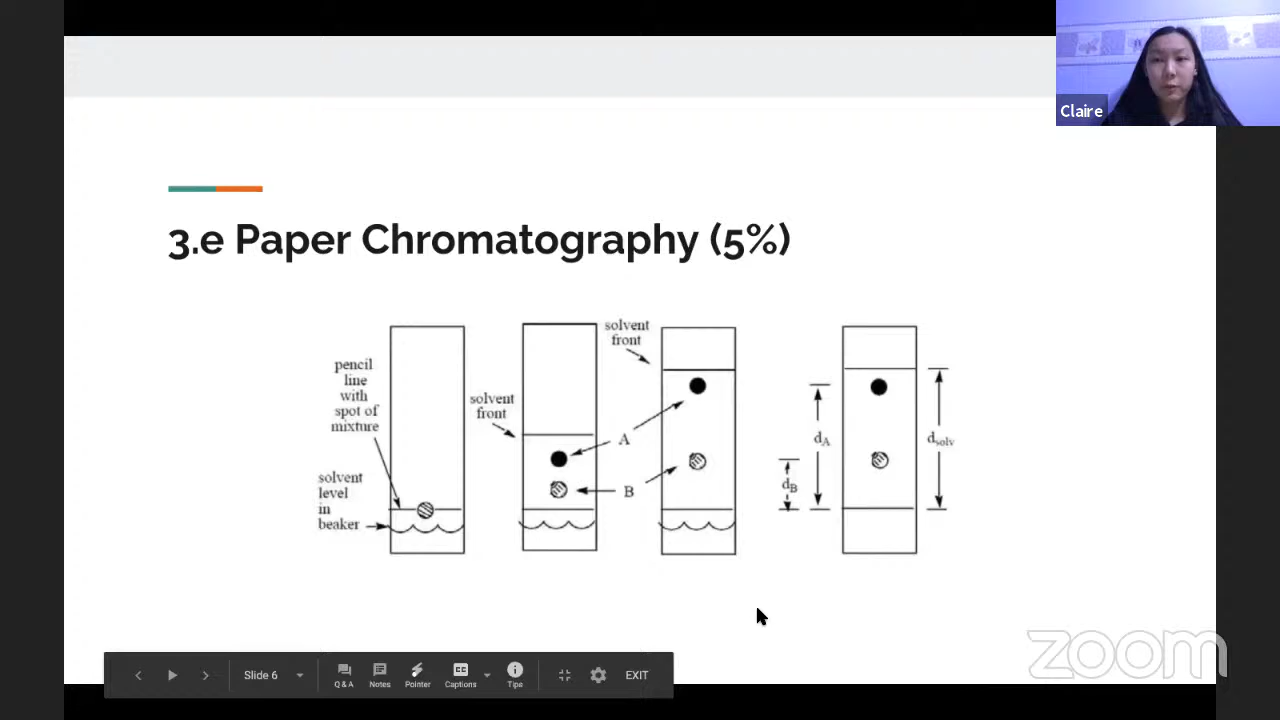 Claire
3.e Paper Chromatography (5%)
pencil
line
with
spot of
mixture
solvent
level
in
beaker
solvent
front
solvent
front
A
B
dA
dB
dsolv
Slide 6
Q & A
Notes
Pointer
Captions
Tips
EXIT
zoom